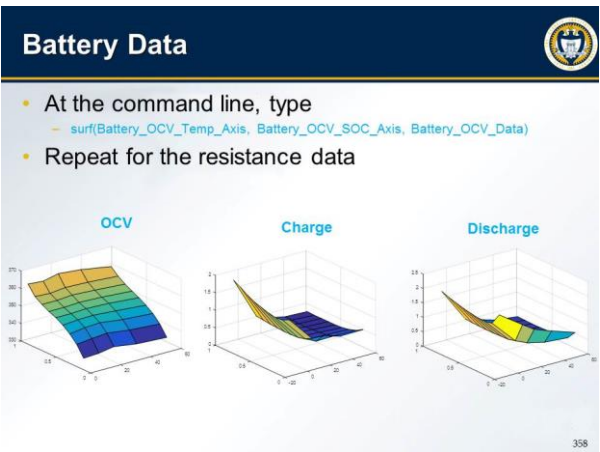 Battery Data
• At the command line, type
– surf(Battery_OCV_Temp_Axis, Battery_OCV_SOC_Axis, Battery_OCV_Data)
• Repeat for the resistance data
OCV
Charge
Discharge
358